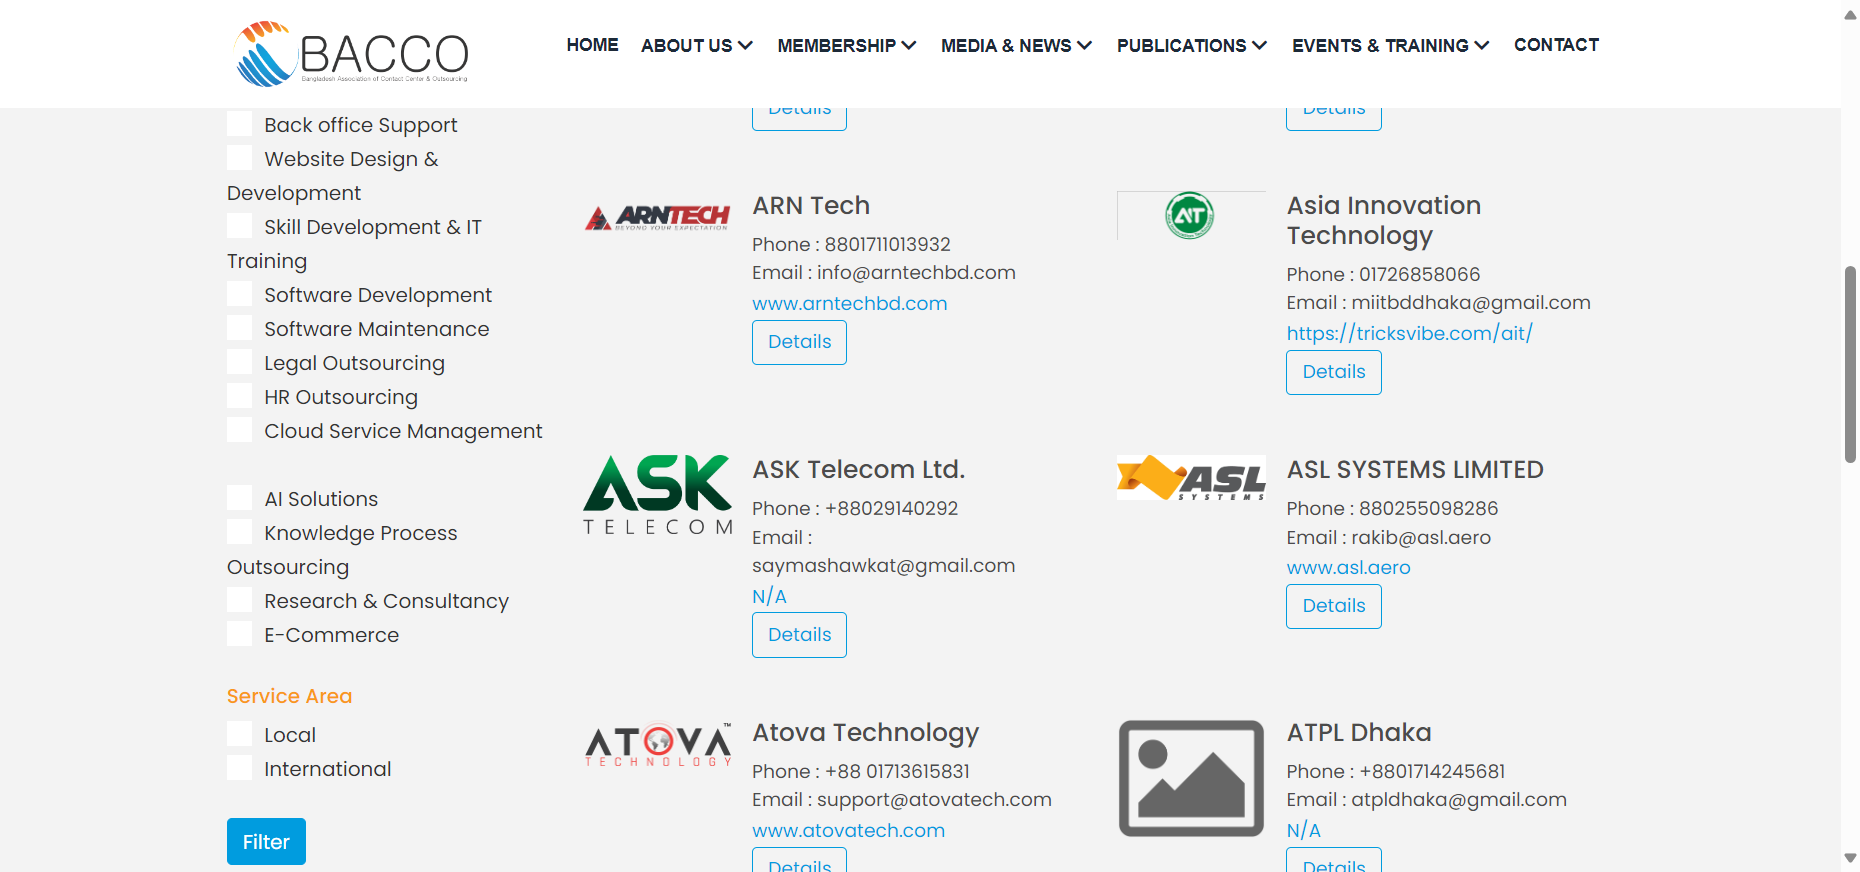 BACCO
Bangladesh Association of Contact Center & Outsourcing
HOME
ABOUT US
MEMBERSHIP
MEDIA & NEWS
PUBLICATIONS
EVENTS & TRAINING
CONTACT
Back office Support
Website Design &
Development
Skill Development & IT
Training
Software Development
Software Maintenance
Legal Outsourcing
HR Outsourcing
Cloud Service Management
AI Solutions
Knowledge Process
Outsourcing
Research & Consultancy
E-Commerce
Service Area
Local
International
Filter
Details
Details
ARNTECH
BEYOND YOUR EXPECTATION
ARN Tech
Phone : 8801711013932
Email : info@arntechbd.com
www.arntechbd.com
Details
AIT
Asia Innovation
Technology
Phone : 01726858066
Email : miitbddhaka@gmail.com
https://tricksvibe.com/ait/
Details
ASK
TELECOM
ASK Telecom Ltd.
Phone : +88029140292
Email :
saymashawkat@gmail.com
N/A
Details
ASL
SYSTEMS
ASL SYSTEMS LIMITED
Phone : 880255098286
Email : rakib@asl.aero
www.asl.aero
Details
ATOVA™
TECHNOLOGY
Atova Technology
Phone : +88 01713615831
Email : support@atovatech.com
www.atovatech.com
Details
ATPL Dhaka
Phone : +8801714245681
Email : atpldhaka@gmail.com
N/A
Details